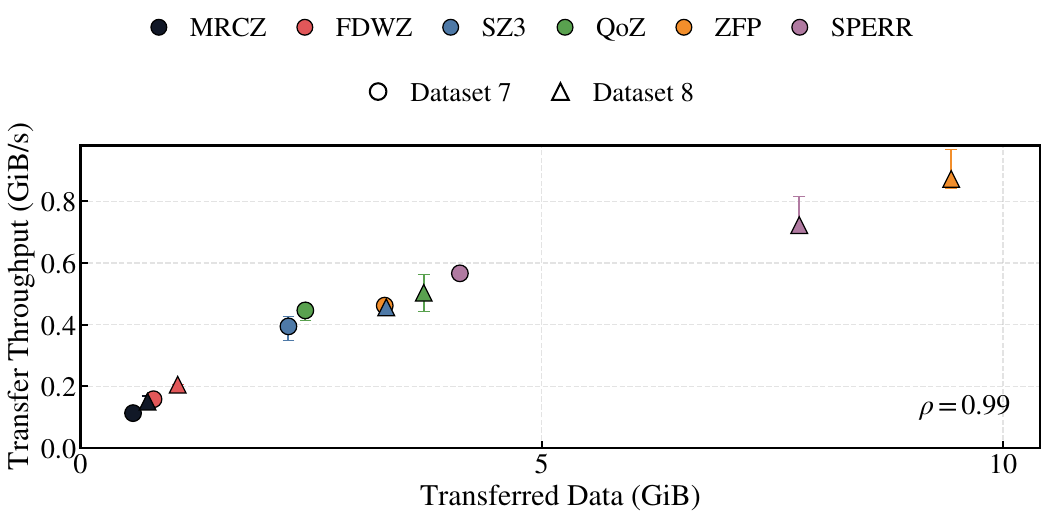 MRCZ FDWZ SZ3 QoZ ZFP SPERR
Dataset 7 Dataset 8
Transfer Throughput (GiB/s)
0.8
0.6
0.4
0.2
0.0
ρ = 0.99
0 5 10
Transferred Data (GiB)